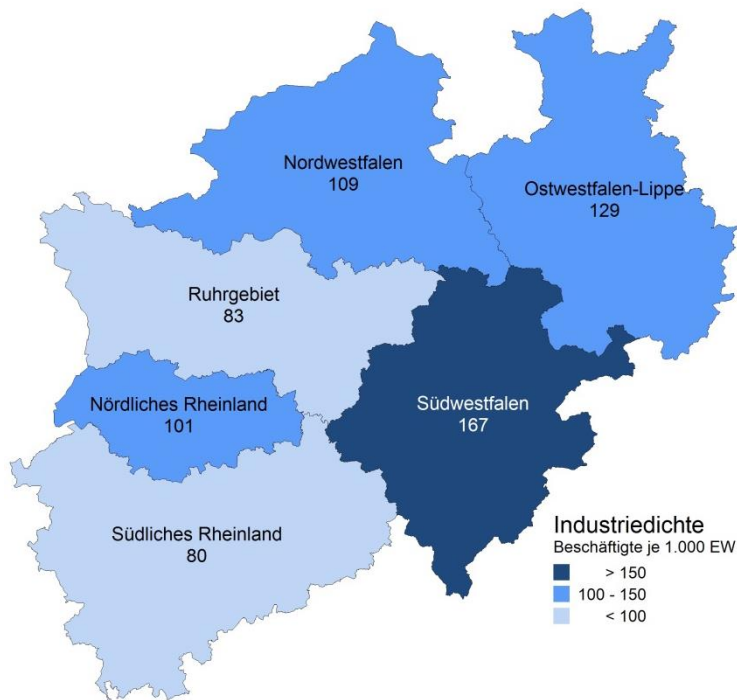 Nordwestfalen
109
Ostwestfalen-Lippe
129
Ruhrgebiet
83
Nördliches Rheinland
101
Südwestfalen
167
Südliches Rheinland
80
Industriedichte
Beschäftigte je 1.000 EW
> 150
100 - 150
< 100